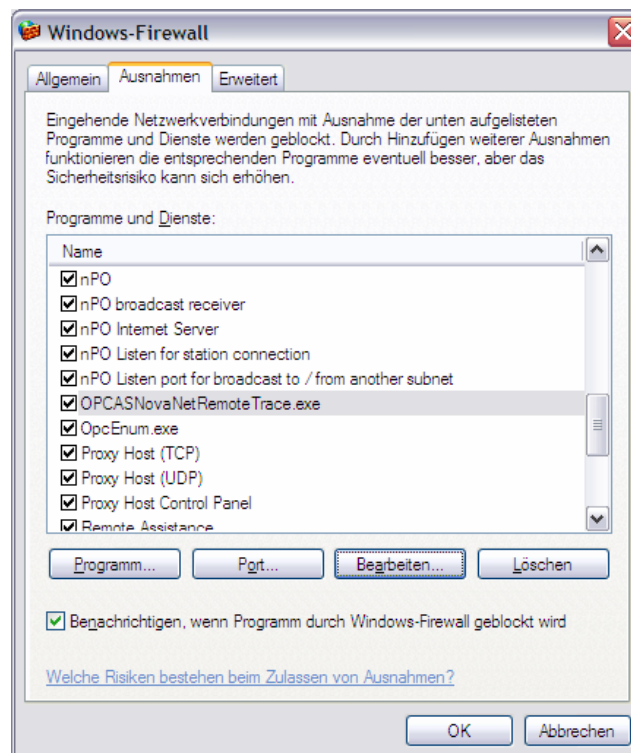 Windows-Firewall
Allgemein Ausnahmen Erweitert
Eingehende Netzwerkverbindungen mit Ausnahme der unten aufgelisteten
Programme und Dienste werden geblockt. Durch Hinzufügen weiterer Ausnahmen
funktionieren die entsprechenden Programme eventuell besser, aber das
Sicherheitsrisiko kann sich erhöhen.
Programme und Dienste:
Name
nPO
nPO broadcast receiver
nPO Internet Server
nPO Listen for station connection
nPO Listen port for broadcast to / from another subnet
OPCASNovaNetRemoteTrace.exe
OpcEnum.exe
Proxy Host (TCP)
Proxy Host (UDP)
Proxy Host Control Panel
Remote Assistance
Programm... Port... Bearbeiten... Löschen
Benachrichtigen, wenn Programm durch Windows-Firewall geblockt wird
Welche Risiken bestehen beim Zulassen von Ausnahmen?
OK Abbrechen